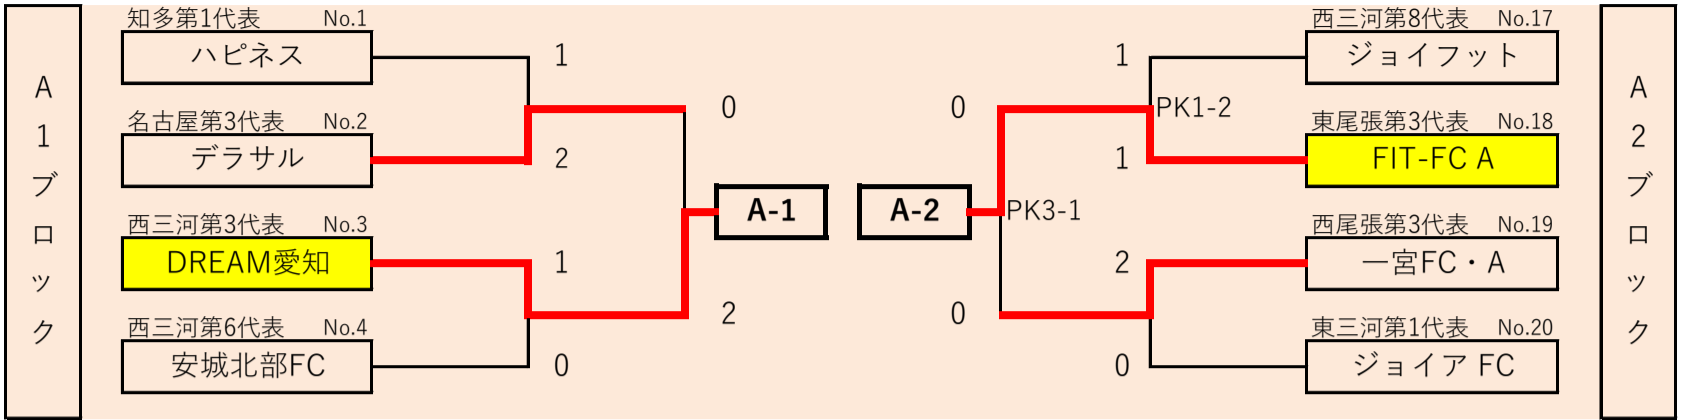 A1ブロック
知多第1代表 No.1
ハピネス
1
0
名古屋第3代表 No.2
デラサル
2
A-1
西三河第3代表 No.3
DREAM愛知
1
2
西三河第6代表 No.4
安城北部FC
0
西三河第8代表 No.17
ジョイフット
1
0
PK1-2
東尾張第3代表 No.18
FIT-FC A
1
A-2
PK3-1
西尾張第3代表 No.19
一宮FC・A
2
0
東三河第1代表 No.20
ジョイア FC
0
A2ブロック